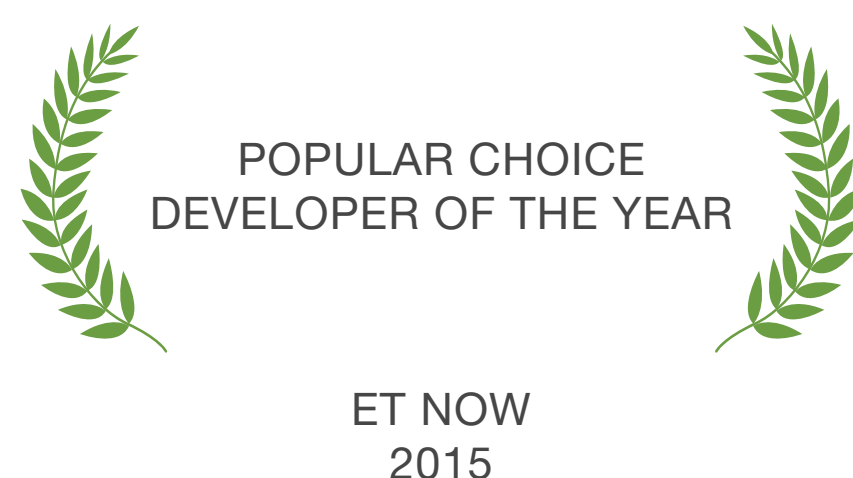 POPULAR CHOICE
DEVELOPER OF THE YEAR
ET NOW
2015